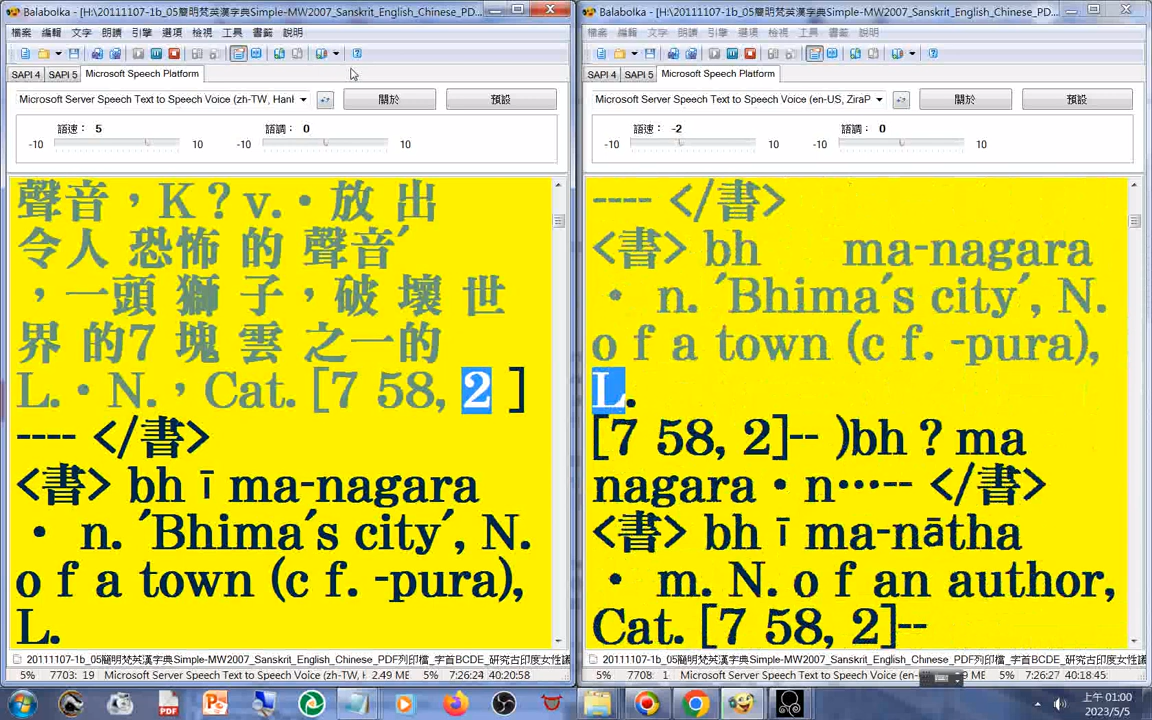 Balabolka - [H:\20111107-1b_05簡明梵英漢字典Simple-MW2007_Sanskrit_English_Chinese_PD...
檔案 編輯 文字 朗讀 引擎 選項 檢視 工具 書籤 說明
SAPI 4 SAPI 5 Microsoft Speech Platform
Microsoft Server Speech Text to Speech Voice (zh-TW, Hanl 關於 預設
語速： 5 語調： 0
-10 10 -10 10
聲音，K？v.‧放 出
令人 恐怖 的 聲音′
，一頭 獅 子，破 壞 世
界 的7 塊 雲 之一的
L.‧N.，Cat. [7 58, 2 ]
---- </書>
<書> bh ī ma-nagara
‧ n. ′Bhima′s city′, N.
o f a town (c f. -pura),
L.
20111107-1b_05簡明梵英漢字典Simple-MW2007_Sanskrit_English_Chinese_PDF列印檔_字首BCDE_研究古印度女性議
5% 7703: 19 Microsoft Server Speech Text to Speech Voice (zh-TW, H 2.49 ME 5% 7:26:24 40:20:58
Balabolka - [H:\20111107-1b_05簡明梵英漢字典Simple-MW2007_Sanskrit_English_Chinese_PD...
檔案 編輯 文字 朗讀 引擎 選項 檢視 工具 書籤 說明
SAPI 4 SAPI 5 Microsoft Speech Platform
Microsoft Server Speech Text to Speech Voice (en-US, ZiraP 關於 預設
語速： -2 語調： 0
-10 10 -10 10
---- </書>
<書> bh ma-nagara
‧ n. ′Bhima′s city′, N.
o f a town (c f. -pura),
L.
[7 58, 2]-- )bh？ma
nagara‧n…-- </書>
<書> bh ī ma-nātha
‧ m. N. o f an author,
Cat. [7 58, 2]--
20111107-1b_05簡明梵英漢字典Simple-MW2007_Sanskrit_English_Chinese_PDF列印檔_字首BCDE_研究古印度女性議
5% 7708: 1 Microsoft Server Speech Text to Speech Voice (en-US, ME 5% 7:26:27 40:18:45
PDF
上午 01:00
2023/5/5